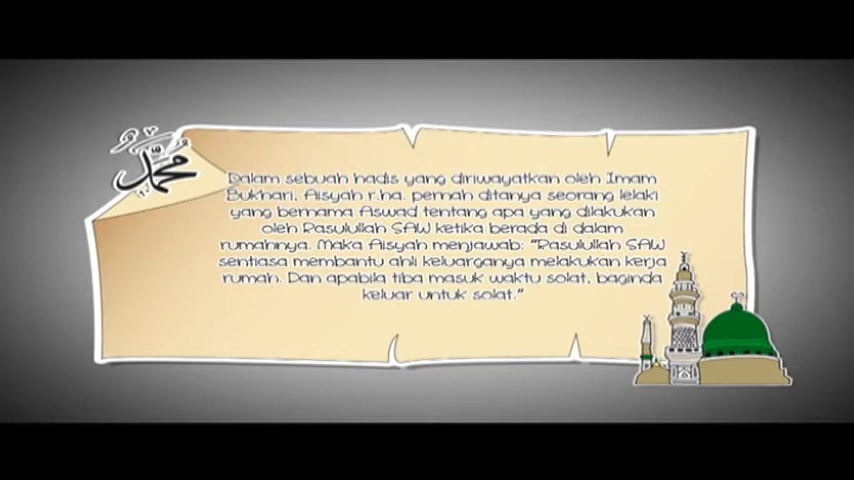 محمد
Dalam sebuah hadis yang diriwayatkan oleh Imam
Bukhari, Aisyah r.ha. pernah ditanya seorang lelaki
yang bernama Aswad tentang apa yang dilakukan
oleh Rasulullah SAW ketika berada di dalam
rumahnya. Maka Aisyah menjawab: "Rasulullah SAW
sentiasa membantu ahli keluarganya melakukan kerja
rumah. Dan apabila tiba masuk waktu solat, baginda
keluar untuk solat."